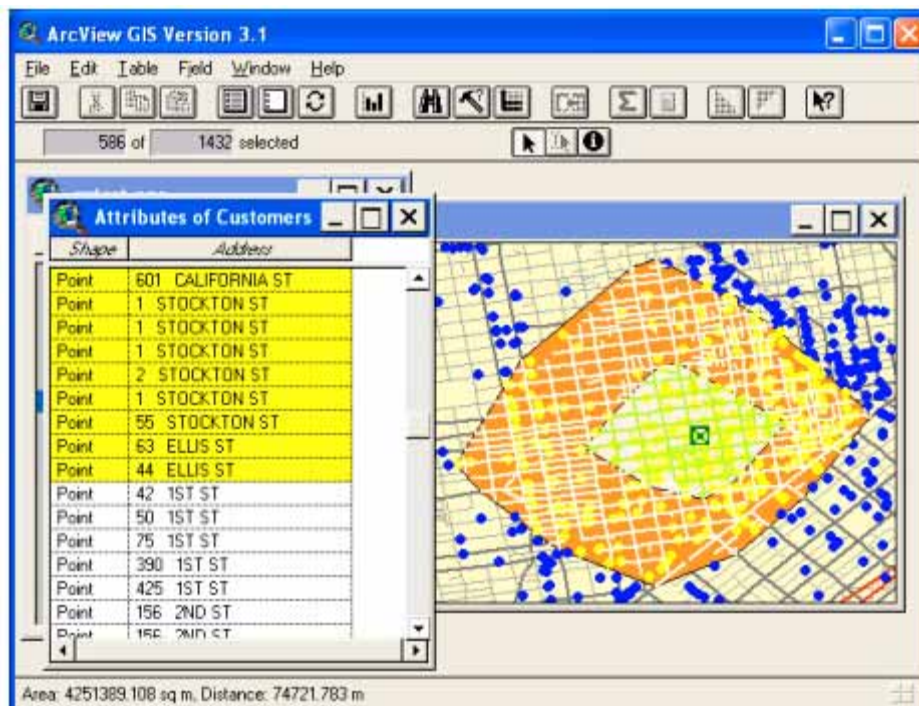 ArcView GIS Version 3.1
File Edit Table Field Window Help
586 of 1432 selected
Attributes of Customers
Shape Address
Point 601 CALIFORNIA ST
Point 1 STOCKTON ST
Point 1 STOCKTON ST
Point 1 STOCKTON ST
Point 2 STOCKTON ST
Point 1 STOCKTON ST
Point 55 STOCKTON ST
Point 63 ELLIS ST
Point 44 ELLIS ST
Point 42 1ST ST
Point 50 1ST ST
Point 75 1ST ST
Point 390 1ST ST
Point 425 1ST ST
Point 156 2ND ST
Point 156 2ND ST
Area: 4251389.108 sq m, Distance: 74721.783 m